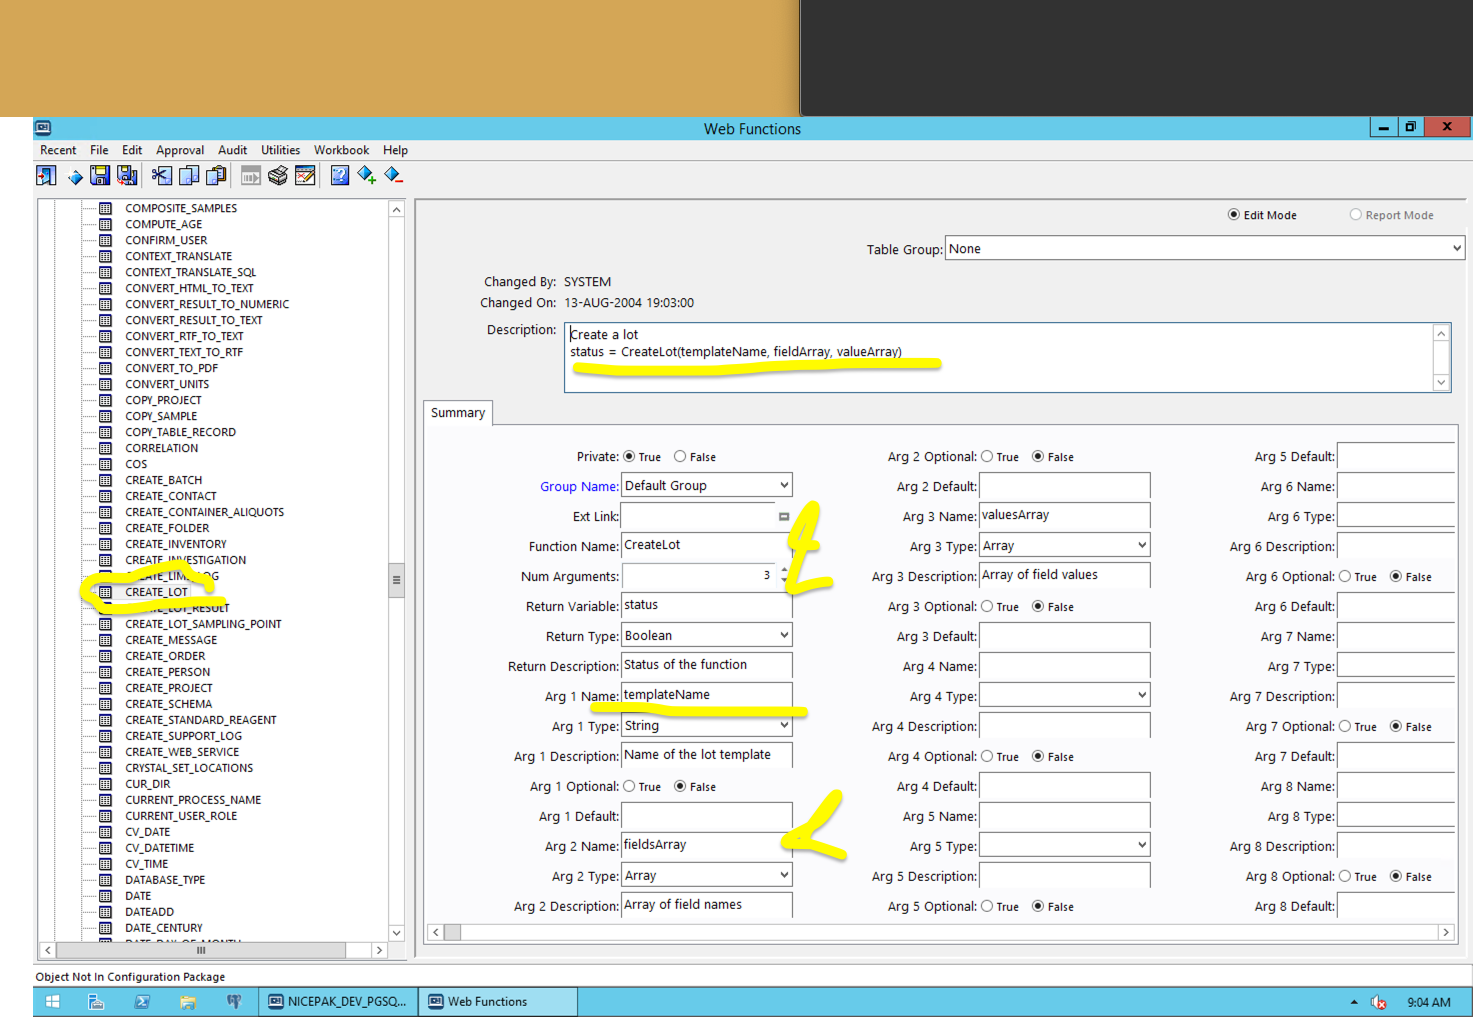 Web Functions
Recent File Edit Approval Audit Utilities Workbook Help
COMPOSITE_SAMPLES
COMPUTE_AGE
CONFIRM_USER
CONTEXT_TRANSLATE
CONTEXT_TRANSLATE_SQL
CONVERT_HTML_TO_TEXT
CONVERT_RESULT_TO_NUMERIC
CONVERT_RESULT_TO_TEXT
CONVERT_RTF_TO_TEXT
CONVERT_TEXT_TO_RTF
CONVERT_TO_PDF
CONVERT_UNITS
COPY_PROJECT
COPY_SAMPLE
COPY_TABLE_RECORD
CORRELATION
COS
CREATE_BATCH
CREATE_CONTACT
CREATE_CONTAINER_ALIQUOTS
CREATE_FOLDER
CREATE_INVENTORY
CREATE_INVESTIGATION
CREATE_LOT
CREATE_LOT_RESULT
CREATE_LOT_SAMPLING_POINT
CREATE_MESSAGE
CREATE_ORDER
CREATE_PERSON
CREATE_PROJECT
CREATE_SCHEMA
CREATE_STANDARD_REAGENT
CREATE_SUPPORT_LOG
CREATE_WEB_SERVICE
CRYSTAL_SET_LOCATIONS
CUR_DIR
CURRENT_PROCESS_NAME
CURRENT_USER_ROLE
CV_DATE
CV_DATETIME
CV_TIME
DATABASE_TYPE
DATE
DATEADD
DATE_CENTURY
Edit Mode Report Mode
Table Group: None
Changed By: SYSTEM
Changed On: 13-AUG-2004 19:03:00
Description: Create a lot
status = CreateLot(templateName, fieldArray, valueArray)
Summary
Private: True False
Group Name: Default Group
Ext Link:
Function Name: CreateLot
Num Arguments: 3
Return Variable: status
Return Type: Boolean
Return Description: Status of the function
Arg 1 Name: templateName
Arg 1 Type: String
Arg 1 Description: Name of the lot template
Arg 1 Optional: True False
Arg 1 Default:
Arg 2 Name: fieldsArray
Arg 2 Type: Array
Arg 2 Description: Array of field names
Arg 2 Optional: True False
Arg 2 Default:
Arg 3 Name: valuesArray
Arg 3 Type: Array
Arg 3 Description: Array of field values
Arg 3 Optional: True False
Arg 3 Default:
Arg 4 Name:
Arg 4 Type:
Arg 4 Description:
Arg 4 Optional: True False
Arg 4 Default:
Arg 5 Name:
Arg 5 Type:
Arg 5 Description:
Arg 5 Optional: True False
Arg 5 Default:
Arg 6 Name:
Arg 6 Type:
Arg 6 Description:
Arg 6 Optional: True False
Arg 6 Default:
Arg 7 Name:
Arg 7 Type:
Arg 7 Description:
Arg 7 Optional: True False
Arg 7 Default:
Arg 8 Name:
Arg 8 Type:
Arg 8 Description:
Arg 8 Optional: True False
Arg 8 Default:
Object Not In Configuration Package
NICEPAK_DEV_PGSQ... Web Functions 9:04 AM